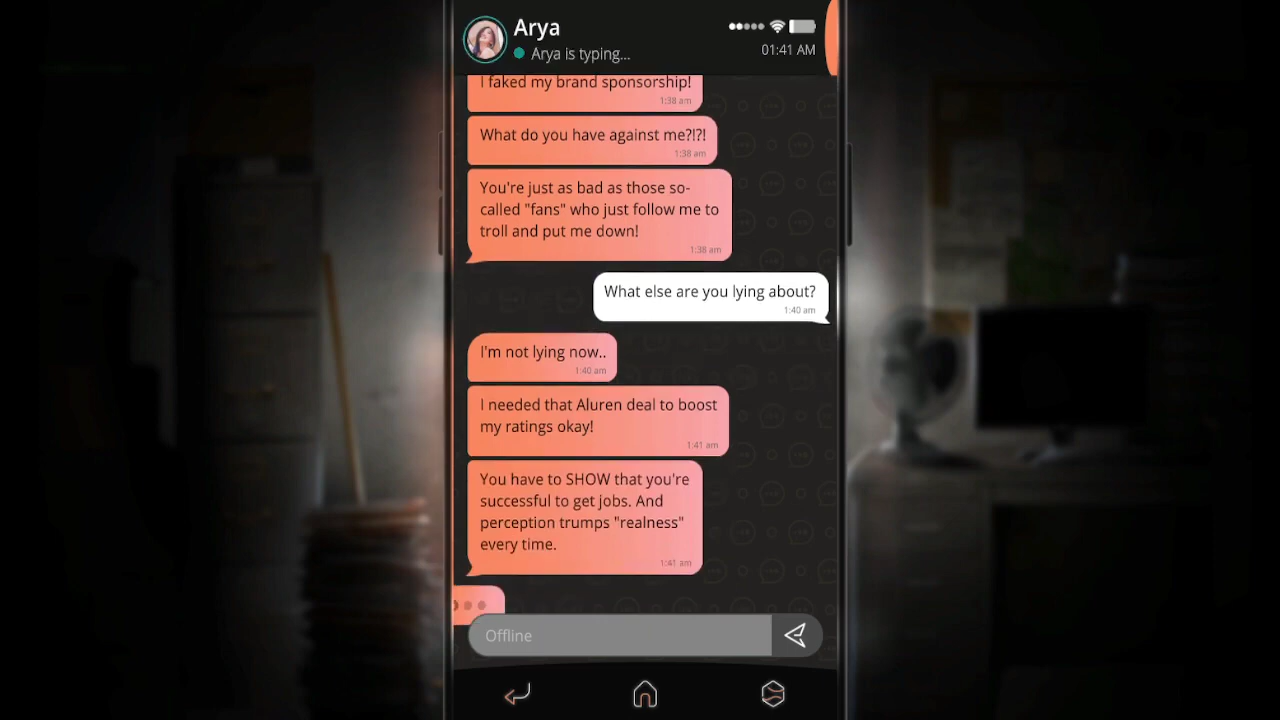 Arya
Arya is typing...
01:41 AM
I faked my brand sponsorship!
1:38 am
What do you have against me?!?!
1:38 am
You're just as bad as those so-
called "fans" who just follow me to
troll and put me down!
1:38 am
What else are you lying about?
1:40 am
I'm not lying now..
1:40 am
I needed that Aluren deal to boost
my ratings okay!
1:41 am
You have to SHOW that you're
successful to get jobs. And
perception trumps "realness"
every time.
1:41 am
Offline